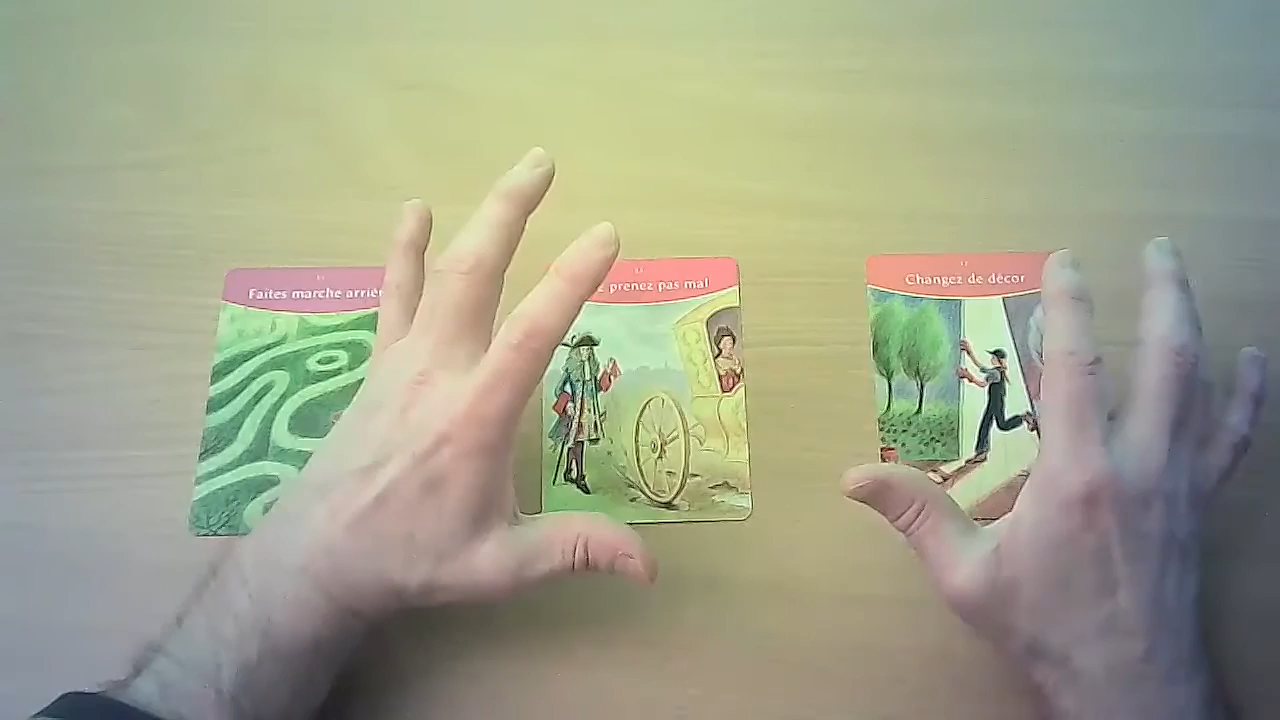 Faites marche arriè
prenez pas mal
Changez de décor